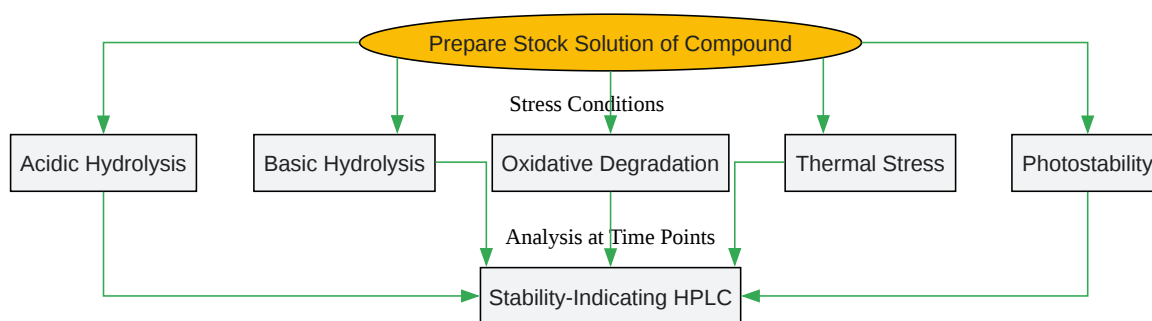 Prepare Stock Solution of Compound
Stress Conditions
Acidic Hydrolysis
Basic Hydrolysis
Oxidative Degradation
Thermal Stress
Photostability
Analysis at Time Points
Stability-Indicating HPLC